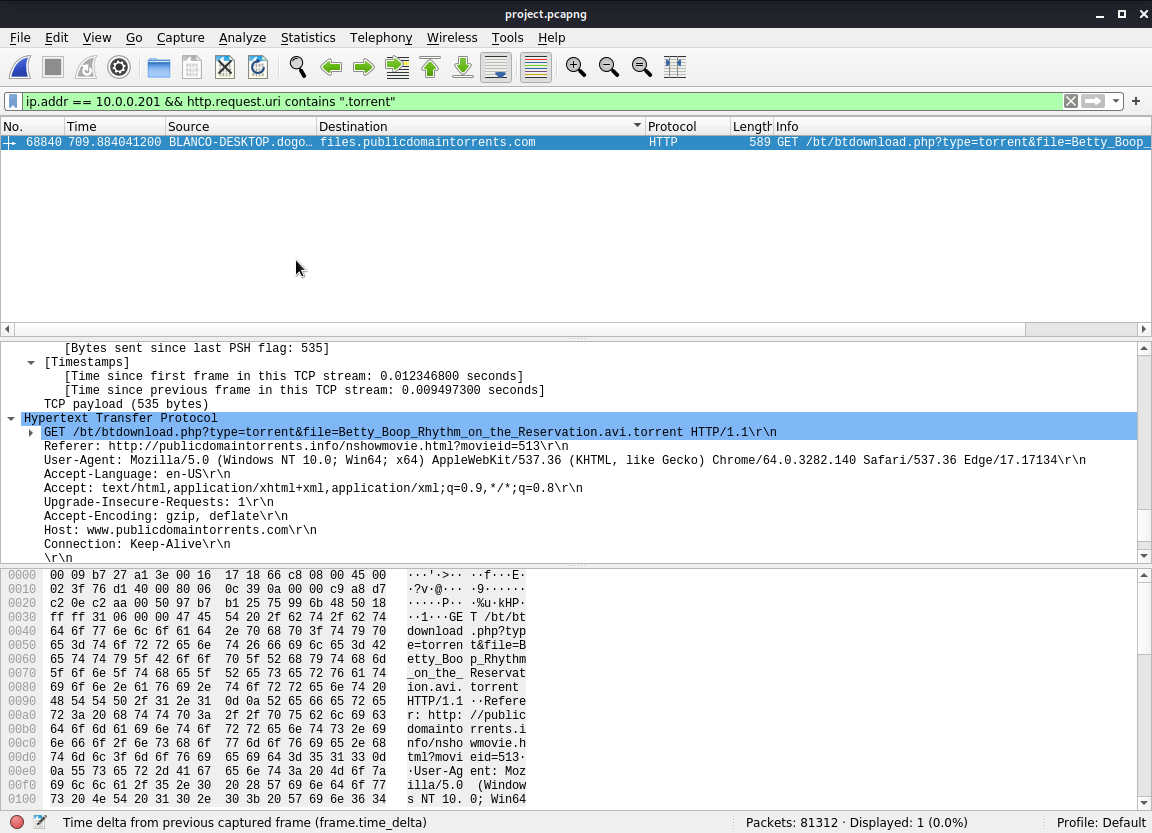 project.pcapng
File Edit View Go Capture Analyze Statistics Telephony Wireless Tools Help
ip.addr == 10.0.0.201 && http.request.uri contains ".torrent"
No. Time Source Destination Protocol Length Info
68840 709.884041200 BLANCO-DESKTOP.dogo… files.publicdomaintorrents.com HTTP 589 GET /bt/btdownload.php?type=torrent&file=Betty_Boop_
[Bytes sent since last PSH flag: 535]
[Timestamps]
[Time since first frame in this TCP stream: 0.012346800 seconds]
[Time since previous frame in this TCP stream: 0.009497300 seconds]
TCP payload (535 bytes)
Hypertext Transfer Protocol
GET /bt/btdownload.php?type=torrent&file=Betty_Boop_Rhythm_on_the_Reservation.avi.torrent HTTP/1.1\r\n
Referer: http://publicdomaintorrents.info/nshowmovie.html?movieid=513\r\n
User-Agent: Mozilla/5.0 (Windows NT 10.0; Win64; x64) AppleWebKit/537.36 (KHTML, like Gecko) Chrome/64.0.3282.140 Safari/537.36 Edge/17.17134\r\n
Accept-Language: en-US\r\n
Accept: text/html,application/xhtml+xml,application/xml;q=0.9,*/*;q=0.8\r\n
Upgrade-Insecure-Requests: 1\r\n
Accept-Encoding: gzip, deflate\r\n
Host: www.publicdomaintorrents.com\r\n
Connection: Keep-Alive\r\n
\r\n
0000 00 09 b7 27 a1 3e 00 16 17 18 66 c8 08 00 45 00 ···'·>·· ··f···E·
0010 02 3f 76 d1 40 00 80 06 0c 39 0a 00 00 c9 a8 d7 ·?v·@··· ·9······
0020 c2 0e c2 aa 00 50 97 b7 b1 25 75 99 6b 48 50 18 ·····P·· ·%u·kHP·
0030 ff ff 31 06 00 00 47 45 54 20 2f 62 74 2f 62 74 ··1···GE T /bt/bt
0040 64 6f 77 6e 6c 6f 61 64 2e 70 68 70 3f 74 79 70 download .php?typ
0050 65 3d 74 6f 72 72 65 6e 74 26 66 69 6c 65 3d 42 e=torren t&file=B
0060 65 74 74 79 5f 42 6f 6f 70 5f 52 68 79 74 68 6d etty_Boo p_Rhythm
0070 5f 6f 6e 5f 74 68 65 5f 52 65 73 65 72 76 61 74 _on_the_ Reservat
0080 69 6f 6e 2e 61 76 69 2e 74 6f 72 72 65 6e 74 20 ion.avi. torrent
0090 48 54 54 50 2f 31 2e 31 0d 0a 52 65 66 65 72 65 HTTP/1.1 ··Refere
00a0 72 3a 20 68 74 74 70 3a 2f 2f 70 75 62 6c 69 63 r: http: //public
00b0 64 6f 6d 61 69 6e 74 6f 72 72 65 6e 74 73 2e 69 domainto rrents.i
00c0 6e 66 6f 2f 6e 73 68 6f 77 6d 6f 76 69 65 2e 68 nfo/nsho wmovie.h
00d0 74 6d 6c 3f 6d 6f 76 69 65 69 64 3d 35 31 33 0d tml?movi eid=513·
00e0 0a 55 73 65 72 2d 41 67 65 6e 74 3a 20 4d 6f 7a ·User-Ag ent: Moz
00f0 69 6c 6c 61 2f 35 2e 30 20 28 57 69 6e 64 6f 77 illa/5.0 (Window
0100 73 20 4e 54 20 31 30 2e 30 3b 20 57 69 6e 36 34 s NT 10. 0; Win64
Time delta from previous captured frame (frame.time_delta) Packets: 81312 · Displayed: 1 (0.0%) Profile: Default